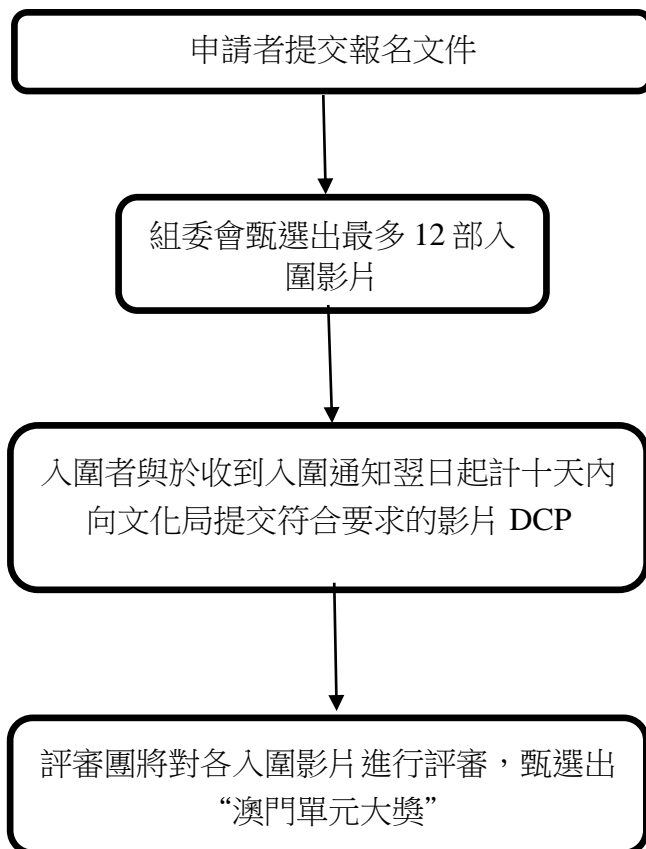 申請者提交報名文件
組委會甄選出最多 12 部入
圍影片
入圍者與於收到入圍通知翌日起計十天內
向文化局提交符合要求的影片 DCP
評審團將對各入圍影片進行評審，甄選出
“澳門單元大獎”